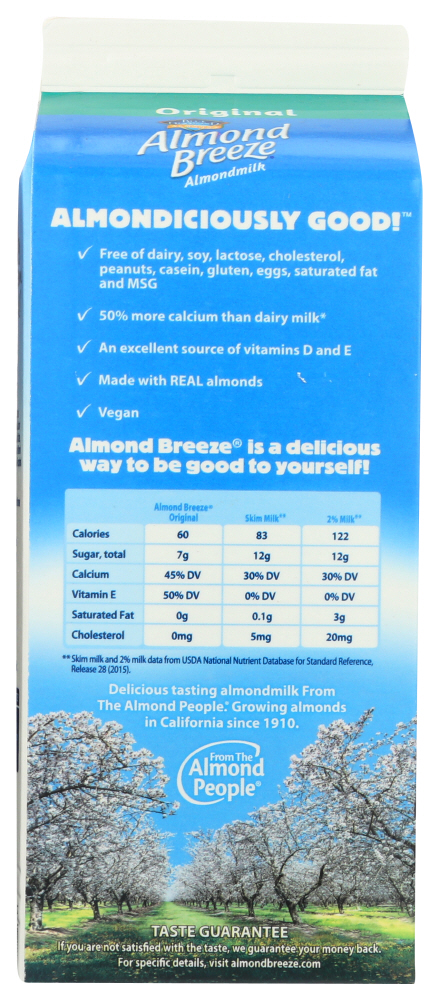 Original
Almond
Breeze
Almondmilk
ALMONDICIOUSLY GOOD!™
✓ Free of dairy, soy, lactose, cholesterol,
peanuts, casein, gluten, eggs, saturated fat
and MSG
✓ 50% more calcium than dairy milk*
✓ An excellent source of vitamins D and E
✓ Made with REAL almonds
✓ Vegan
Almond Breeze® is a delicious
way to be good to yourself!
Almond Breeze®
Original Skim Milk** 2% Milk**
Calories 60 83 122
Sugar, total 7g 12g 12g
Calcium 45% DV 30% DV 30% DV
Vitamin E 50% DV 0% DV 0% DV
Saturated Fat 0g 0.1g 3g
Cholesterol 0mg 5mg 20mg
** Skim milk and 2% milk data from USDA National Nutrient Database for Standard Reference,
Release 28 (2015).
Delicious tasting almondmilk From
The Almond People.® Growing almonds
in California since 1910.
From The
Almond
People®
TASTE GUARANTEE
If you are not satisfied with the taste, we guarantee your money back.
For specific details, visit almondbreeze.com